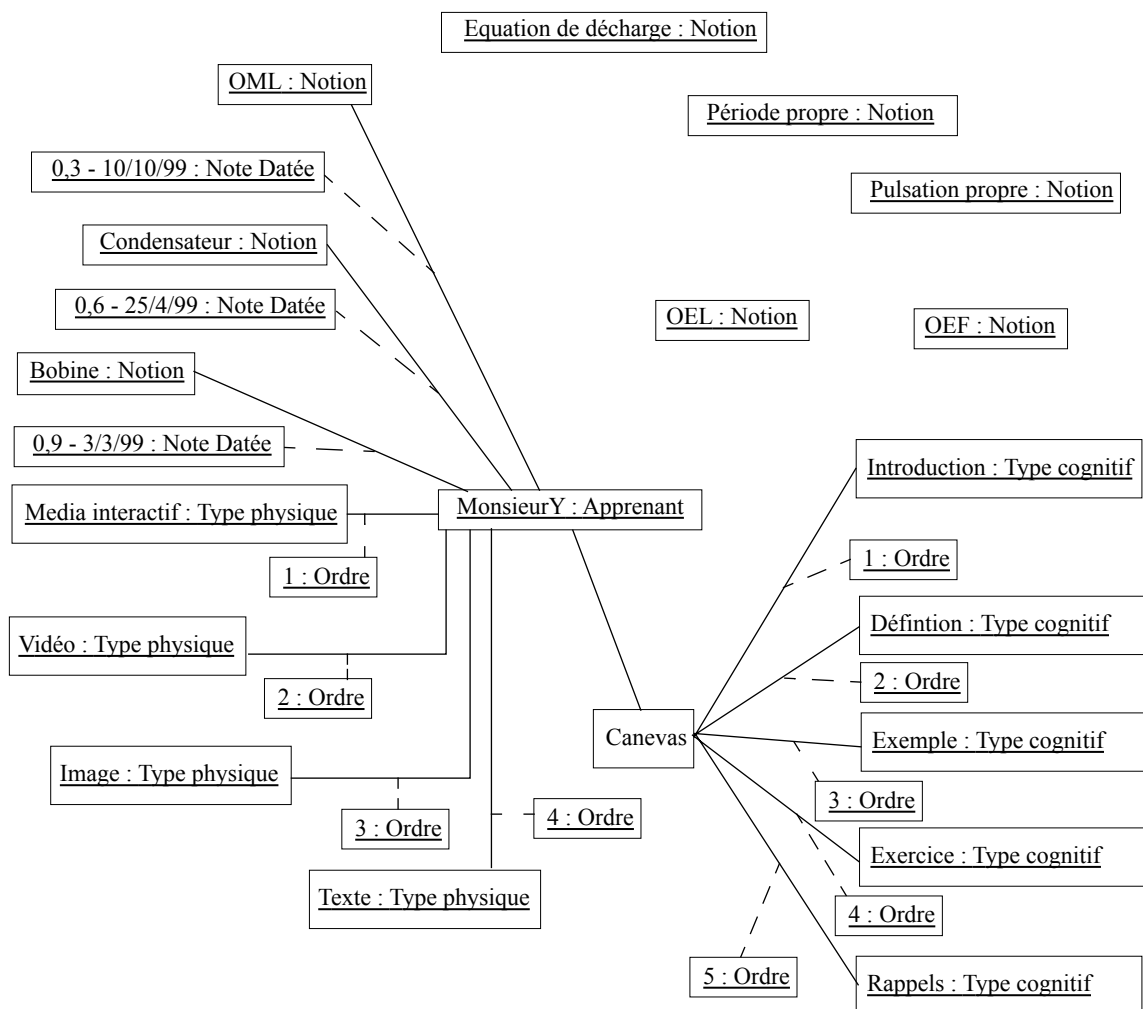 Equation de décharge : Notion
OML : Notion
Période propre : Notion
0,3 - 10/10/99 : Note Datée
Pulsation propre : Notion
Condensateur : Notion
0,6 - 25/4/99 : Note Datée
OEL : Notion
OEF : Notion
Bobine : Notion
0,9 - 3/3/99 : Note Datée
Introduction : Type cognitif
Media interactif : Type physique
MonsieurY : Apprenant
1 : Ordre
1 : Ordre
Défintion : Type cognitif
Vidéo : Type physique
2 : Ordre
2 : Ordre
Canevas
Exemple : Type cognitif
Image : Type physique
3 : Ordre
3 : Ordre
4 : Ordre
Exercice : Type cognitif
Texte : Type physique
4 : Ordre
5 : Ordre
Rappels : Type cognitif